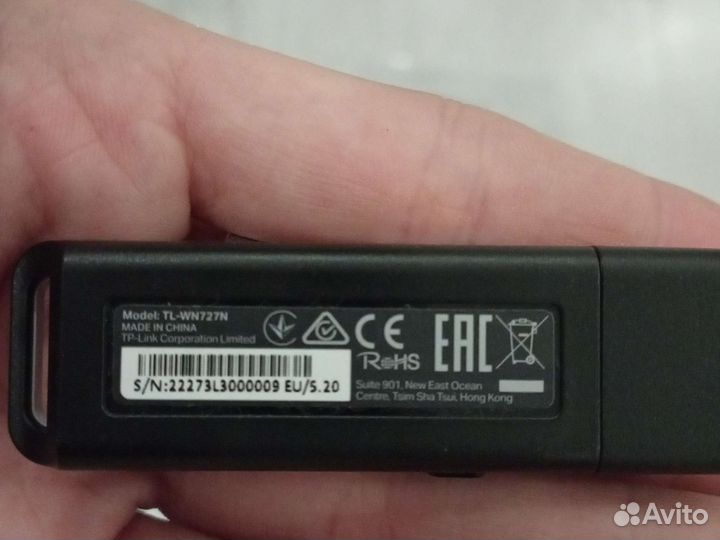 Model: TL-WN727N
MADE IN CHINA
TP-Link Corporation Limited
S/N:22273L3000009 EU/5.20
CE
RoHS
EAC
Suite 901, New East Ocean
Centre, Tsim Sha Tsui, Hong Kong
Avito